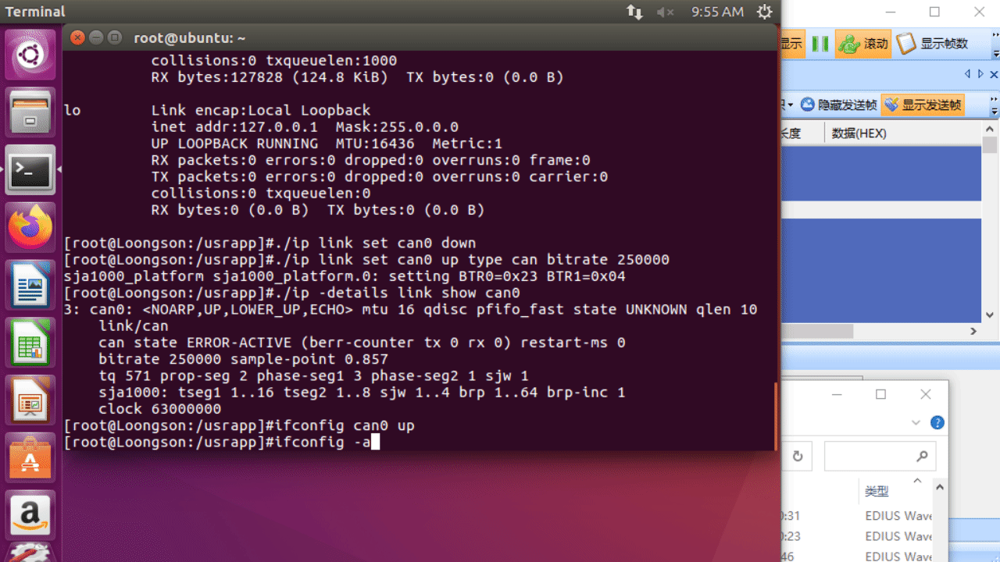 Terminal
9:55 AM
root@ubuntu: ~
collisions:0 txqueuelen:1000
RX bytes:127828 (124.8 KiB)  TX bytes:0 (0.0 B)
lo        Link encap:Local Loopback
inet addr:127.0.0.1  Mask:255.0.0.0
UP LOOPBACK RUNNING  MTU:16436  Metric:1
RX packets:0 errors:0 dropped:0 overruns:0 frame:0
TX packets:0 errors:0 dropped:0 overruns:0 carrier:0
collisions:0 txqueuelen:0
RX bytes:0 (0.0 B)  TX bytes:0 (0.0 B)
[root@Loongson:/usrapp]#./ip link set can0 down
[root@Loongson:/usrapp]#./ip link set can0 up type can bitrate 250000
sja1000_platform sja1000_platform.0: setting BTR0=0x23 BTR1=0x04
[root@Loongson:/usrapp]#./ip -details link show can0
3: can0: <NOARP,UP,LOWER_UP,ECHO> mtu 16 qdisc pfifo_fast state UNKNOWN qlen 10
link/can
can state ERROR-ACTIVE (berr-counter tx 0 rx 0) restart-ms 0
bitrate 250000 sample-point 0.857
tq 571 prop-seg 2 phase-seg1 3 phase-seg2 1 sjw 1
sja1000: tseg1 1..16 tseg2 1..8 sjw 1..4 brp 1..64 brp-inc 1
clock 63000000
[root@Loongson:/usrapp]#ifconfig can0 up
[root@Loongson:/usrapp]#ifconfig -a
显示 滚动 显示帧数
隐藏发送帧 显示发送帧
长度 数据(HEX)
类型
:31 EDIUS Wave
:23 EDIUS Wave
:46 EDIUS Wave